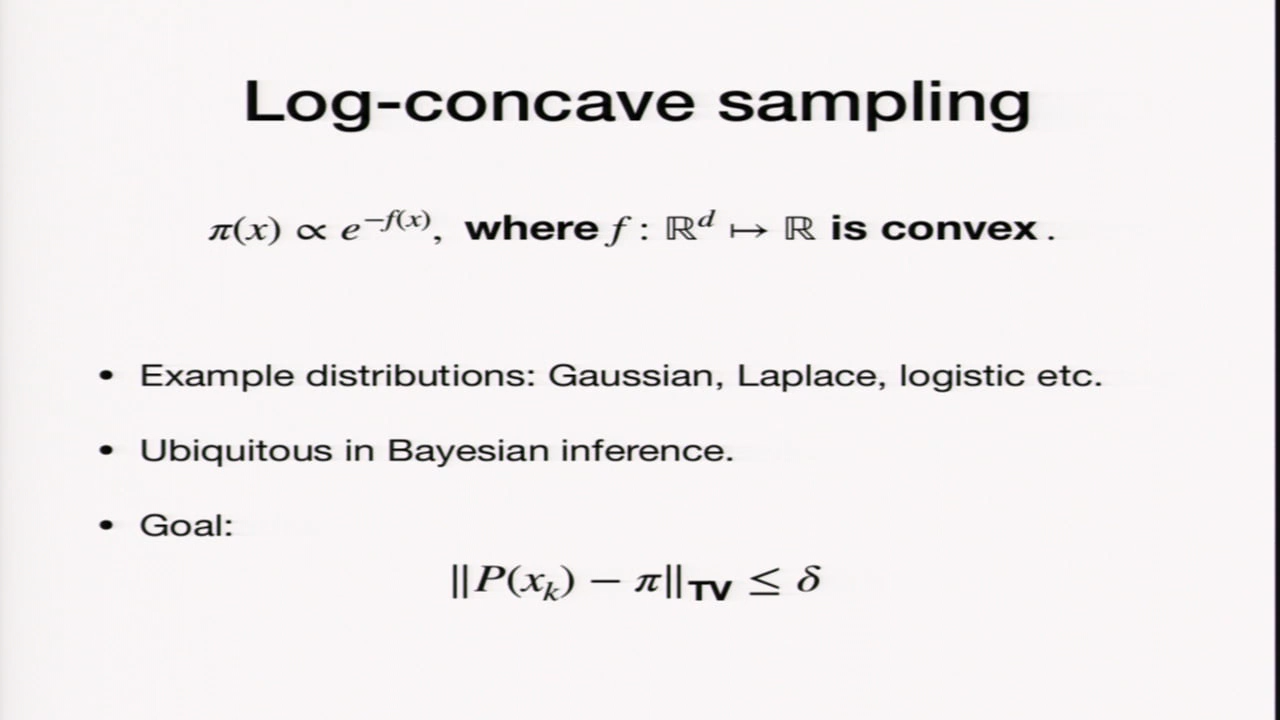 Log-concave sampling
π(x) ∝ e^{−f(x)}, where f : ℝ^d ↦ ℝ is convex .
• Example distributions: Gaussian, Laplace, logistic etc.
• Ubiquitous in Bayesian inference.
• Goal:
‖P(x_k) − π‖_TV ≤ δ